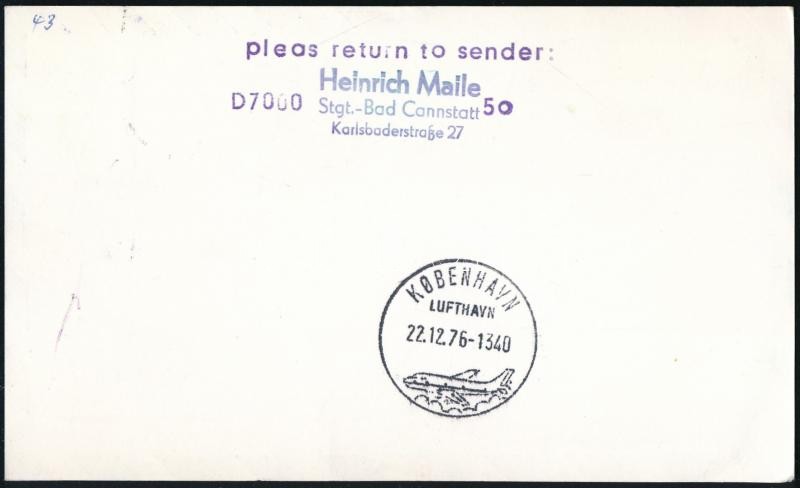 43
pleas return to sender:
Heinrich Maile
D7000 Stgt.-Bad Cannstatt 50
Karlsbaderstraße 27
KØBENHAVN
LUFTHAVN
22.12.76-1340